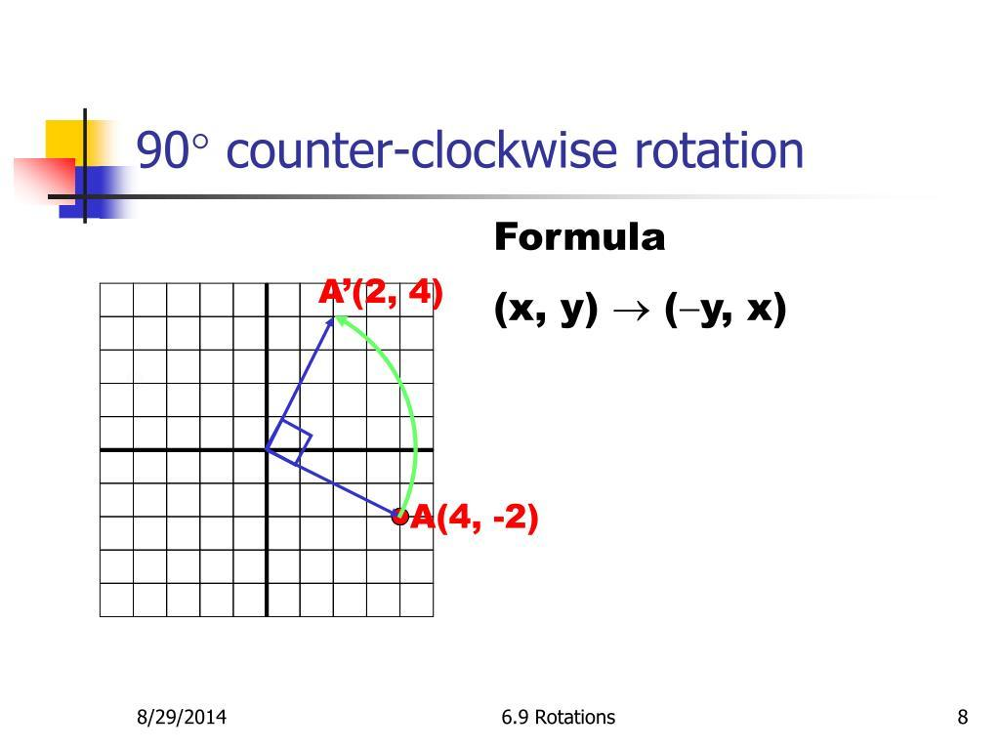 90° counter-clockwise rotation
Formula
A’(2, 4)
(x, y) → (−y, x)
A(4, -2)
8/29/2014
6.9 Rotations
8